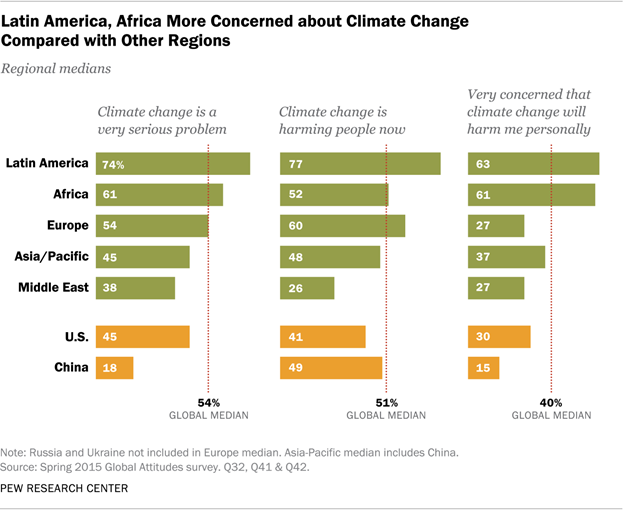 Latin America, Africa More Concerned about Climate Change
Compared with Other Regions
Regional medians
Climate change is a
very serious problem
Climate change is
harming people now
Very concerned that
climate change will
harm me personally
Latin America 74% 77 63
Africa 61 52 61
Europe 54 60 27
Asia/Pacific 45 48 37
Middle East 38 26 27
U.S. 45 41 30
China 18 49 15
54% 51% 40%
GLOBAL MEDIAN GLOBAL MEDIAN GLOBAL MEDIAN
Note: Russia and Ukraine not included in Europe median. Asia-Pacific median includes China.
Source: Spring 2015 Global Attitudes survey. Q32, Q41 & Q42.
PEW RESEARCH CENTER